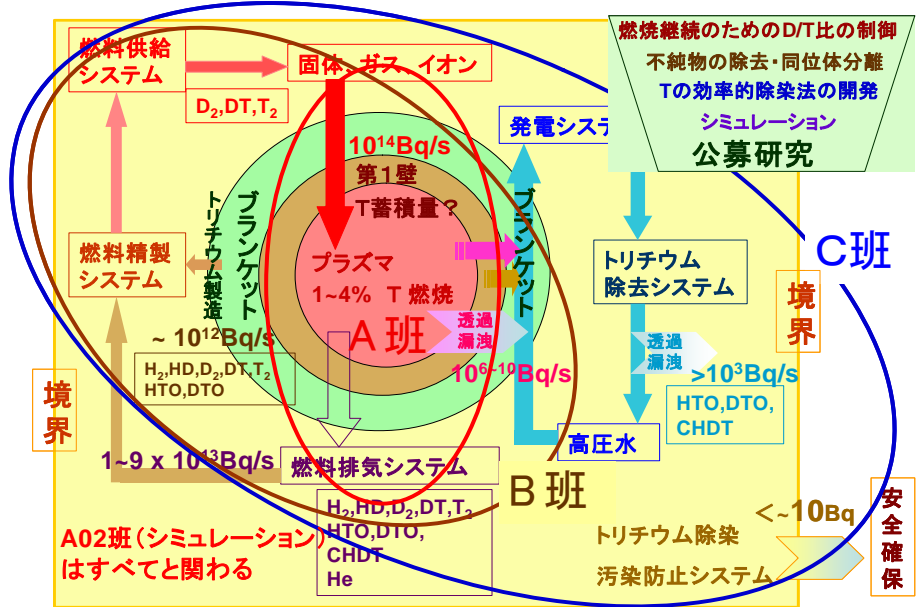 燃料供給
システム
固体、ガス、イオン
D₂,DT,T₂
燃焼継続のためのD/T比の制御
不純物の除去・同位体分離
Tの効率的除染法の開発
シミュレーション
公募研究
発電システ
10¹⁴Bq/s
第1壁
T蓄積量？
ブランケット
トリチウム製造
ブランケット
プラズマ
1~4% T 燃焼
A 班
燃料精製
システム
トリチウム
除去システム
C班
境界
透過
漏洩
透過
漏洩
~ 10¹²Bq/s
H₂,HD,D₂,DT,T₂
HTO,DTO
10⁶⁻¹⁰Bq/s
>10³Bq/s
HTO,DTO,
CHDT
境界
1~9 x 10¹³Bq/s
燃料排気システム
高圧水
B 班
H₂,HD,D₂,DT,T₂
HTO,DTO,
CHDT
He
A02班（シミュレーション）
はすべてと関わる
<~10Bq
トリチウム除染
汚染防止システム
安全確保